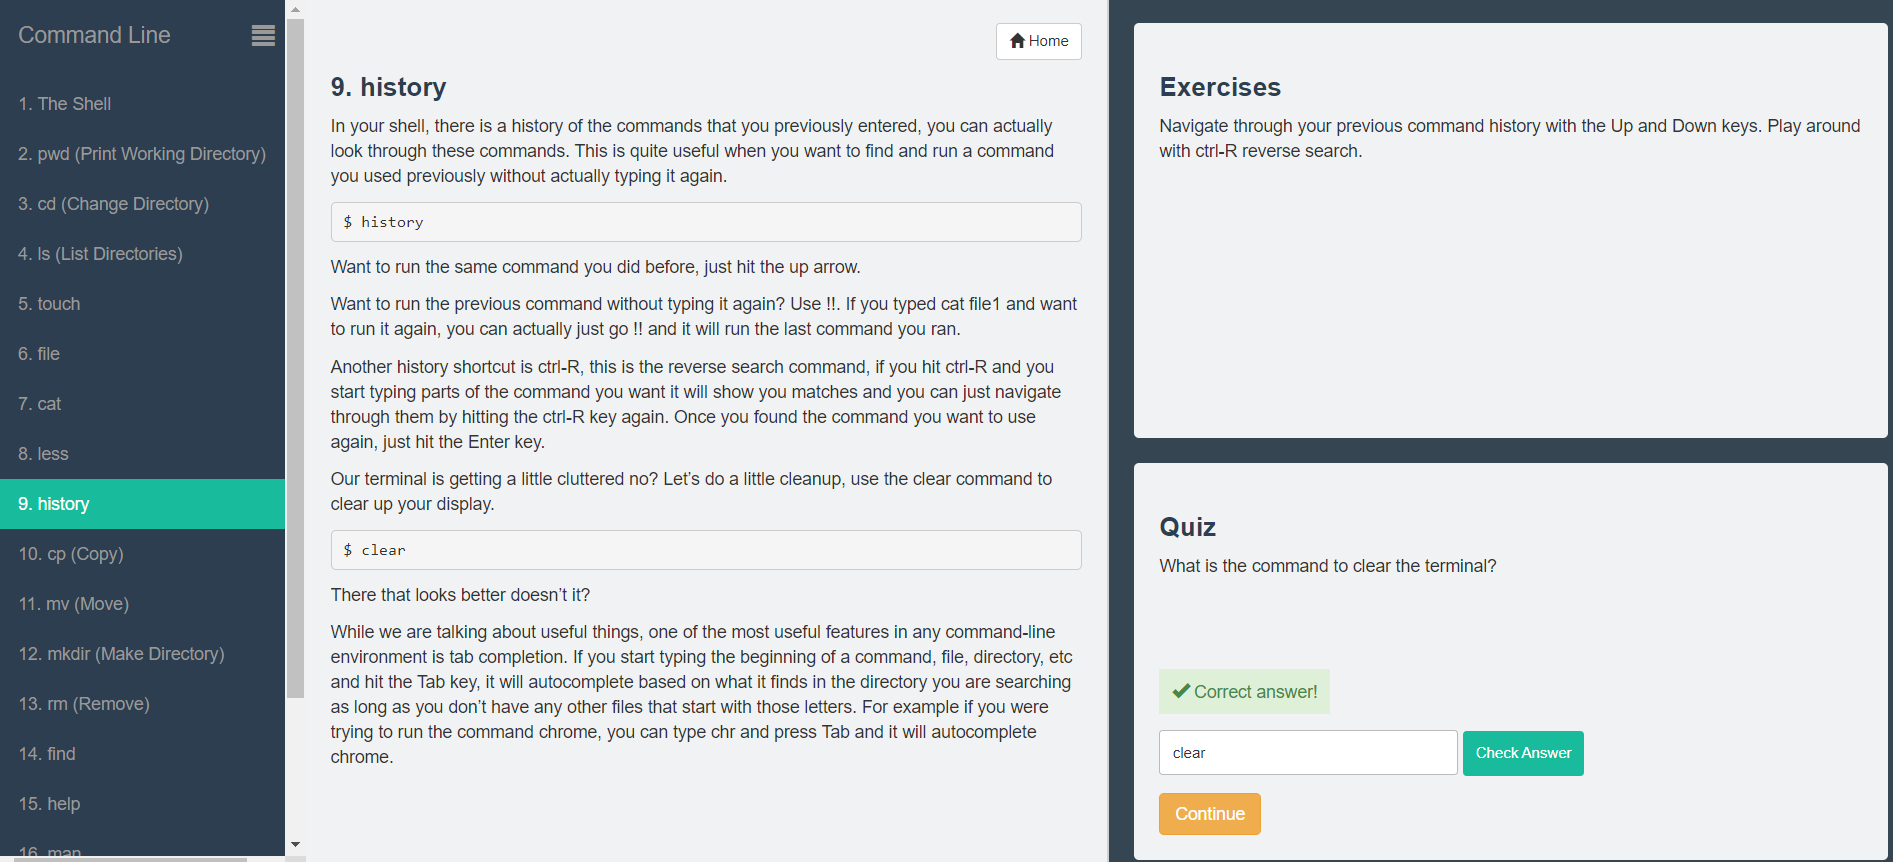 Command Line
1. The Shell
2. pwd (Print Working Directory)
3. cd (Change Directory)
4. ls (List Directories)
5. touch
6. file
7. cat
8. less
9. history
10. cp (Copy)
11. mv (Move)
12. mkdir (Make Directory)
13. rm (Remove)
14. find
15. help
16. man
Home
9. history
In your shell, there is a history of the commands that you previously entered, you can actually
look through these commands. This is quite useful when you want to find and run a command
you used previously without actually typing it again.
$ history
Want to run the same command you did before, just hit the up arrow.
Want to run the previous command without typing it again? Use !!. If you typed cat file1 and want
to run it again, you can actually just go !! and it will run the last command you ran.
Another history shortcut is ctrl-R, this is the reverse search command, if you hit ctrl-R and you
start typing parts of the command you want it will show you matches and you can just navigate
through them by hitting the ctrl-R key again. Once you found the command you want to use
again, just hit the Enter key.
Our terminal is getting a little cluttered no? Let’s do a little cleanup, use the clear command to
clear up your display.
$ clear
There that looks better doesn’t it?
While we are talking about useful things, one of the most useful features in any command-line
environment is tab completion. If you start typing the beginning of a command, file, directory, etc
and hit the Tab key, it will autocomplete based on what it finds in the directory you are searching
as long as you don’t have any other files that start with those letters. For example if you were
trying to run the command chrome, you can type chr and press Tab and it will autocomplete
chrome.
Exercises
Navigate through your previous command history with the Up and Down keys. Play around
with ctrl-R reverse search.
Quiz
What is the command to clear the terminal?
Correct answer!
clear
Check Answer
Continue